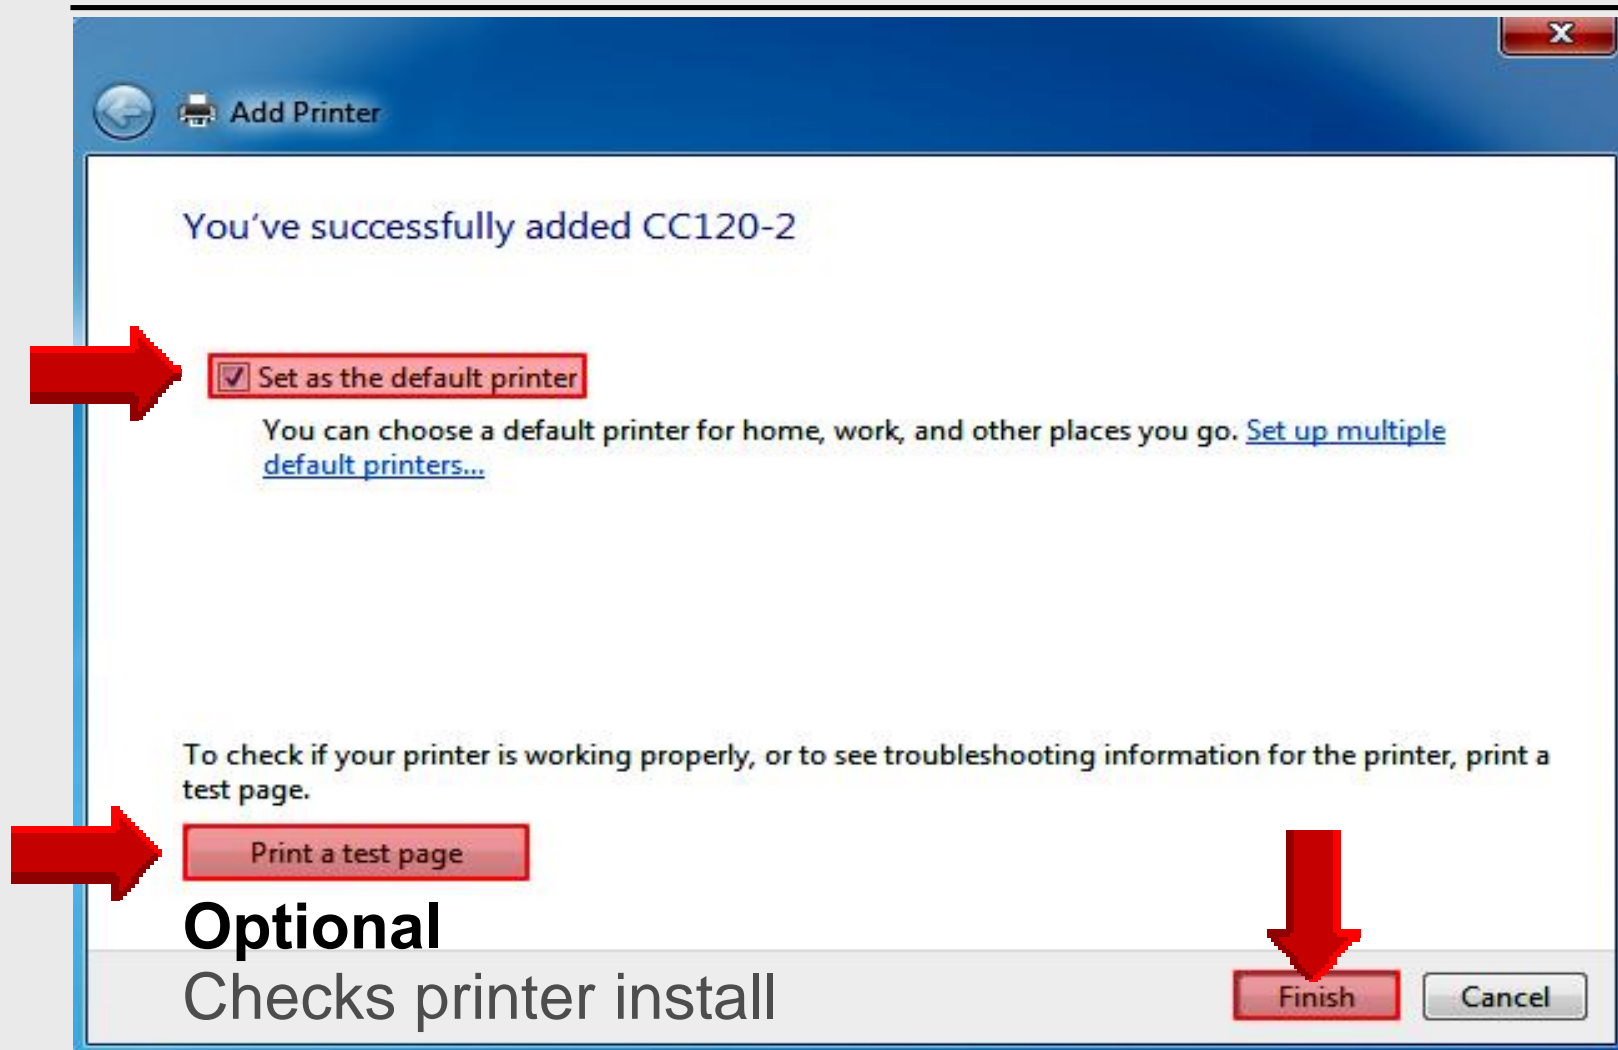 Add Printer
You've successfully added CC120-2
Set as the default printer
You can choose a default printer for home, work, and other places you go. Set up multiple
default printers...
To check if your printer is working properly, or to see troubleshooting information for the printer, print a
test page.
Print a test page
Optional
Checks printer install
Finish
Cancel